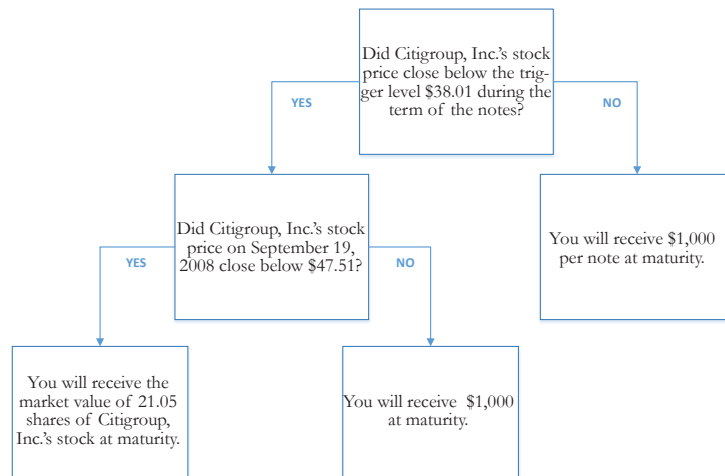 Did Citigroup, Inc.'s stock
price close below the trig-
ger level $38.01 during the
term of the notes?
YES
NO
Did Citigroup, Inc.'s stock
price on September 19,
2008 close below $47.51?
You will receive $1,000
per note at maturity.
YES
NO
You will receive the
market value of 21.05
shares of Citigroup,
Inc.'s stock at maturity.
You will receive $1,000
at maturity.